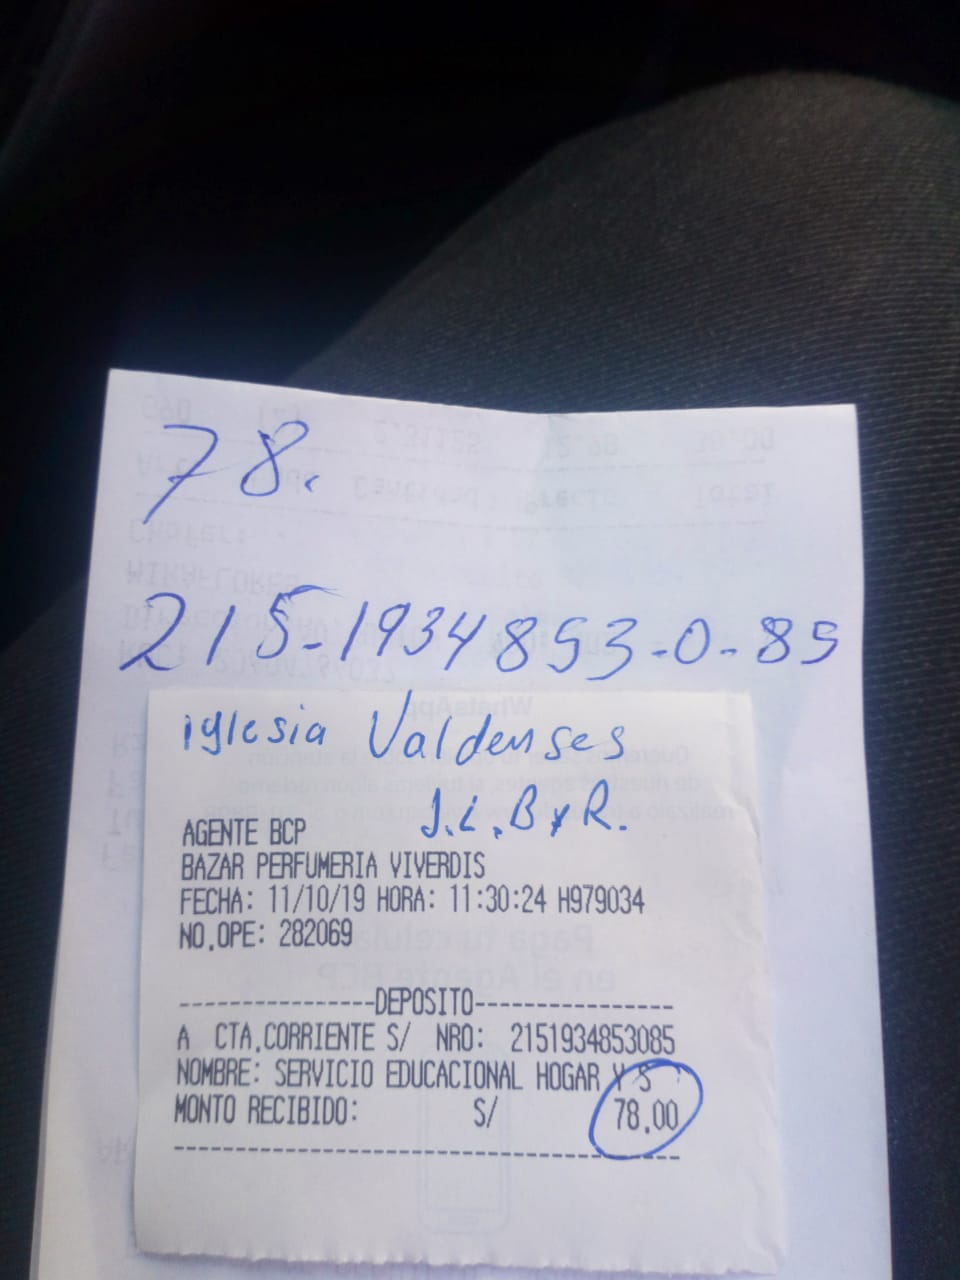 78.
215-1934853-0-85
iglesia Valdenses
J.L.B y R.
AGENTE BCP
BAZAR PERFUMERIA VIVERDIS
FECHA: 11/10/19 HORA: 11:30:24 H979034
NO.OPE: 282069
----------------DEPOSITO----------------
A CTA.CORRIENTE S/ NRO: 2151934853085
NOMBRE: SERVICIO EDUCACIONAL HOGAR Y S
MONTO RECIBIDO: S/ 78.00